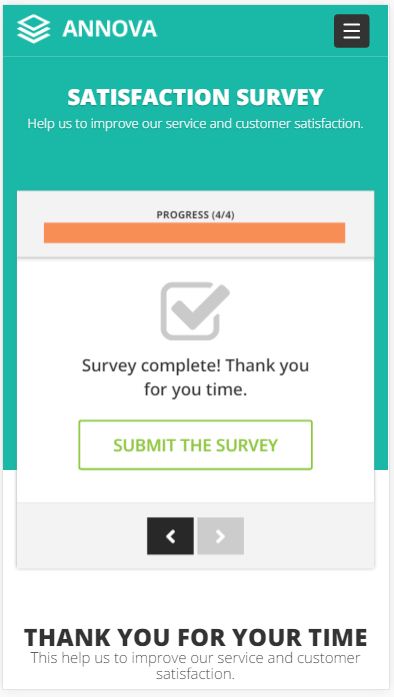 ANNOVA
SATISFACTION SURVEY
Help us to improve our service and customer satisfaction.
PROGRESS (4/4)
Survey complete! Thank you
for you time.
SUBMIT THE SURVEY
THANK YOU FOR YOUR TIME
This help us to improve our service and customer
satisfaction.